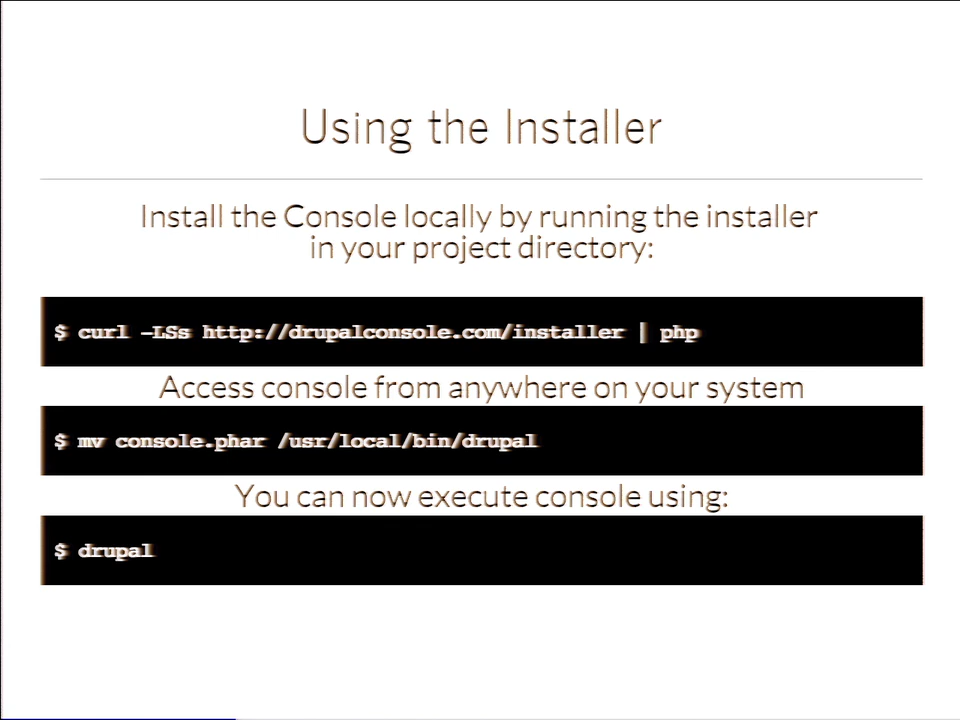 Using the Installer
Install the Console locally by running the installer
in your project directory:
$ curl -LSs http://drupalconsole.com/installer | php
Access console from anywhere on your system
$ mv console.phar /usr/local/bin/drupal
You can now execute console using:
$ drupal